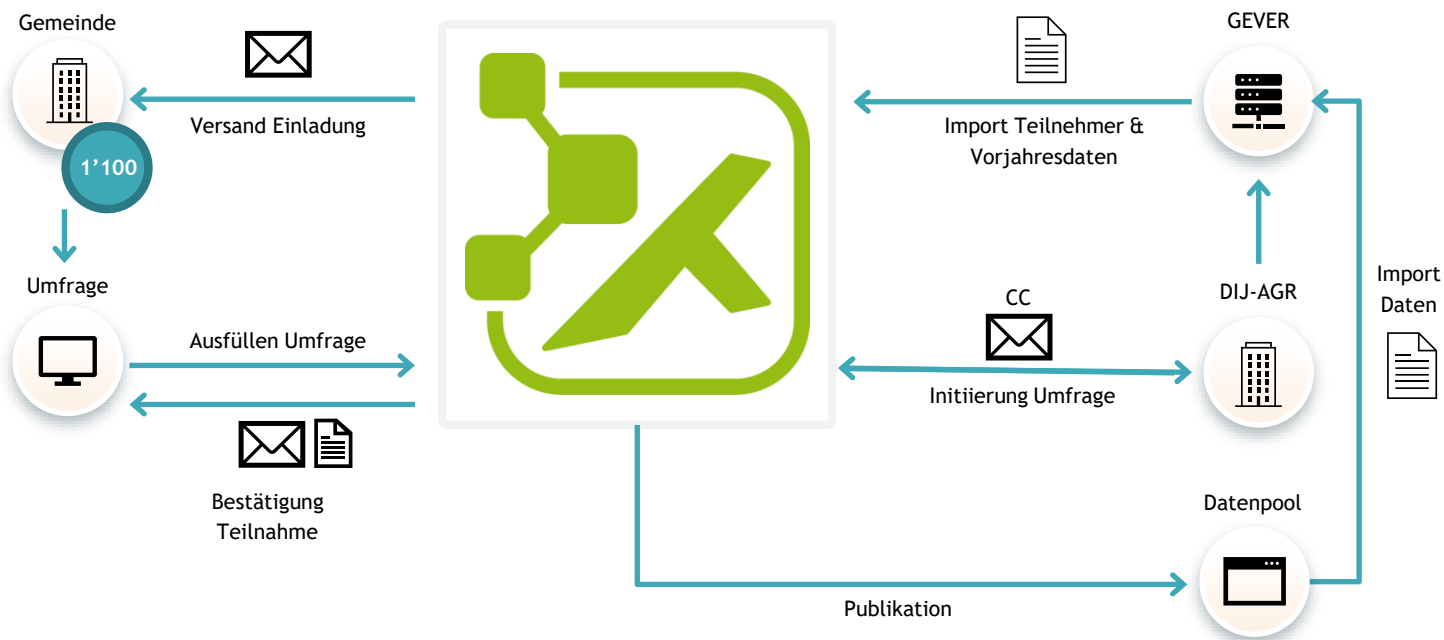 Gemeinde
GEVER
Versand Einladung
Import Teilnehmer &
Vorjahresdaten
1’100
Umfrage
CC
DIJ-AGR
Import
Daten
Ausfüllen Umfrage
Initiierung Umfrage
Bestätigung
Teilnahme
Datenpool
Publikation